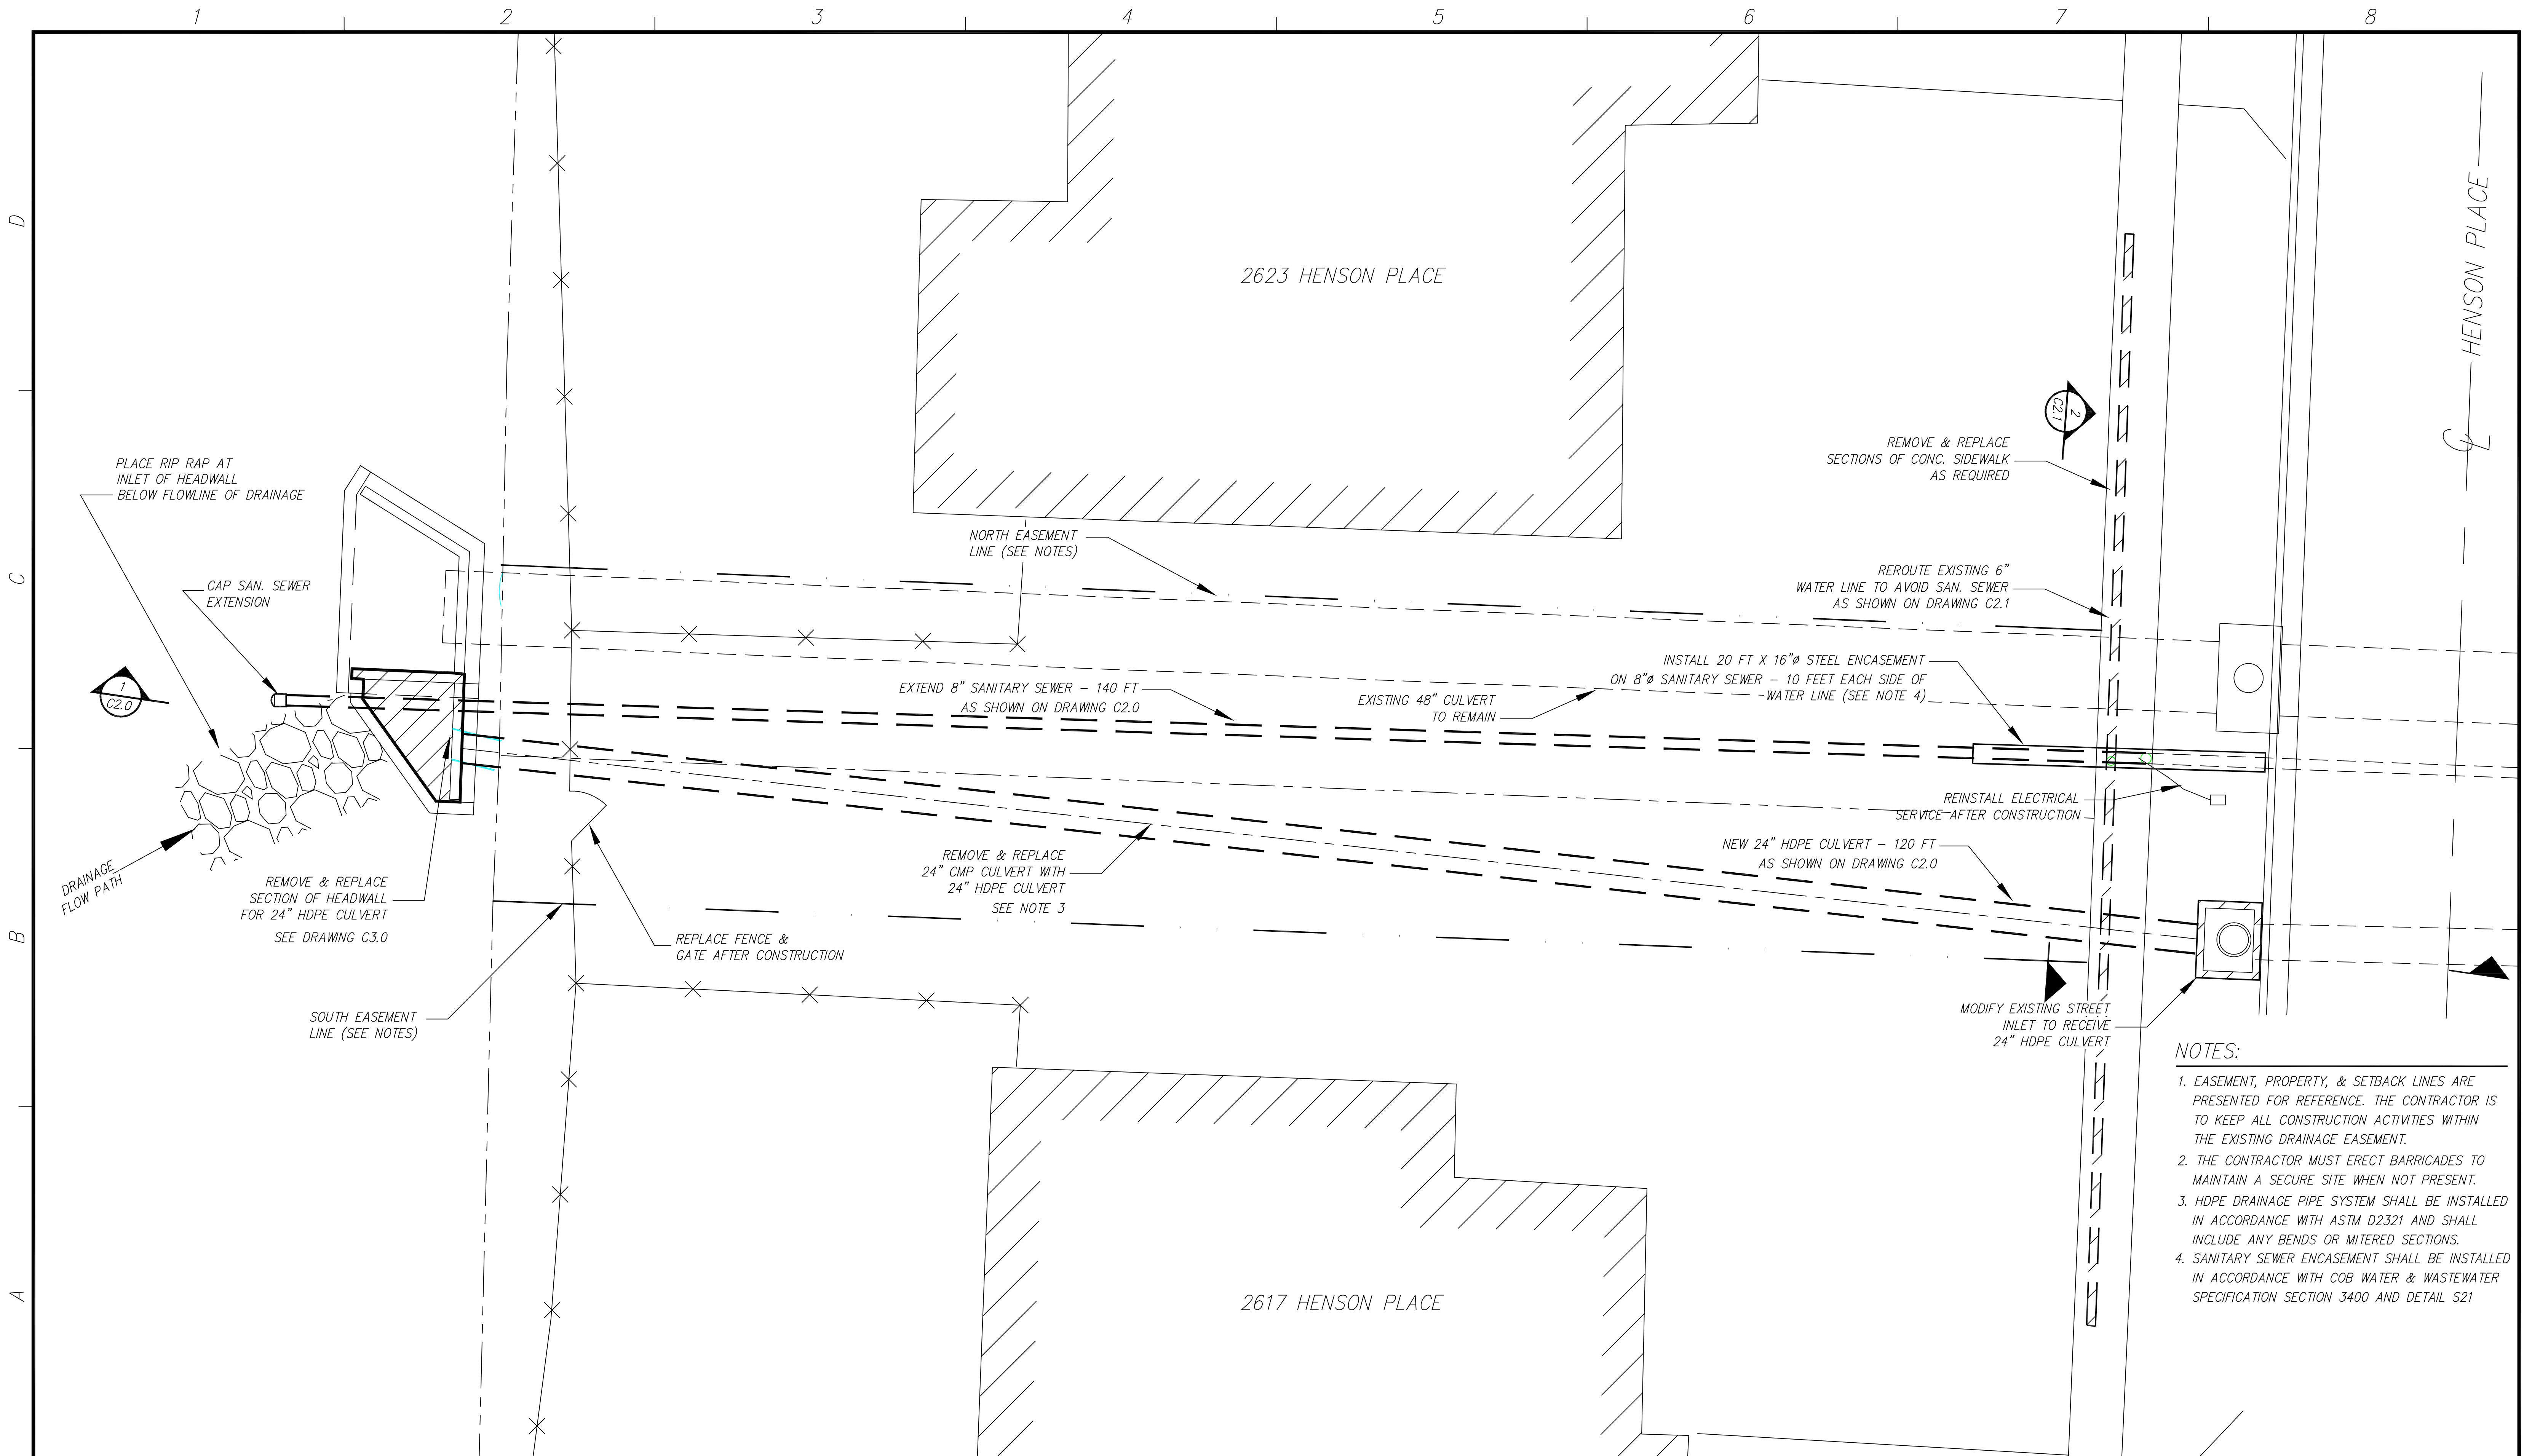 1
2
3
4
5
6
7
8
D
C
B
A
2623 HENSON PLACE
HENSON PLACE
CL
2
C2.1
REMOVE & REPLACE
SECTIONS OF CONC. SIDEWALK
AS REQUIRED
PLACE RIP RAP AT
INLET OF HEADWALL
BELOW FLOWLINE OF DRAINAGE
NORTH EASEMENT
LINE (SEE NOTES)
CAP SAN. SEWER
EXTENSION
REROUTE EXISTING 6"
WATER LINE TO AVOID SAN. SEWER
AS SHOWN ON DRAWING C2.1
1
C2.0
EXTEND 8" SANITARY SEWER – 140 FT
AS SHOWN ON DRAWING C2.0
EXISTING 48" CULVERT
TO REMAIN
INSTALL 20 FT X 16"ø STEEL ENCASEMENT
ON 8"ø SANITARY SEWER – 10 FEET EACH SIDE OF
WATER LINE (SEE NOTE 4)
REINSTALL ELECTRICAL
SERVICE AFTER CONSTRUCTION
NEW 24" HDPE CULVERT – 120 FT
AS SHOWN ON DRAWING C2.0
DRAINAGE
FLOW PATH
REMOVE & REPLACE
SECTION OF HEADWALL
FOR 24" HDPE CULVERT
SEE DRAWING C3.0
REMOVE & REPLACE
24" CMP CULVERT WITH
24" HDPE CULVERT
SEE NOTE 3
REPLACE FENCE &
GATE AFTER CONSTRUCTION
SOUTH EASEMENT
LINE (SEE NOTES)
MODIFY EXISTING STREET
INLET TO RECEIVE
24" HDPE CULVERT
2617 HENSON PLACE
NOTES:
1. EASEMENT, PROPERTY, & SETBACK LINES ARE
PRESENTED FOR REFERENCE. THE CONTRACTOR IS
TO KEEP ALL CONSTRUCTION ACTIVITIES WITHIN
THE EXISTING DRAINAGE EASEMENT.
2. THE CONTRACTOR MUST ERECT BARRICADES TO
MAINTAIN A SECURE SITE WHEN NOT PRESENT.
3. HDPE DRAINAGE PIPE SYSTEM SHALL BE INSTALLED
IN ACCORDANCE WITH ASTM D2321 AND SHALL
INCLUDE ANY BENDS OR MITERED SECTIONS.
4. SANITARY SEWER ENCASEMENT SHALL BE INSTALLED
IN ACCORDANCE WITH COB WATER & WASTEWATER
SPECIFICATION SECTION 3400 AND DETAIL S21